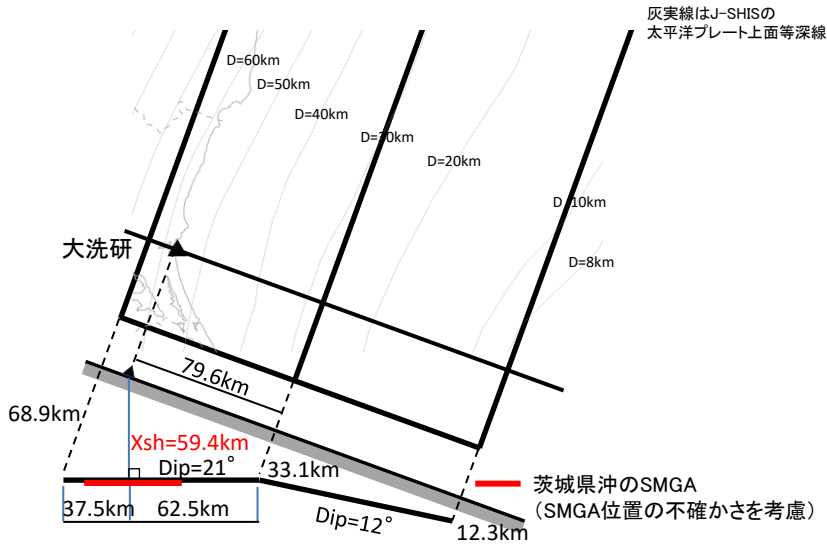 灰実線はJ-SHISの
太平洋プレート上面等深線
D=60km
D=50km
D=40km
D=30km
D=20km
D=10km
D=8km
大洗研
79.6km
68.9km
Xsh=59.4km
Dip=21°
33.1km
37.5km
62.5km
Dip=12°
12.3km
茨城県沖のSMGA
（SMGA位置の不確かさを考慮）